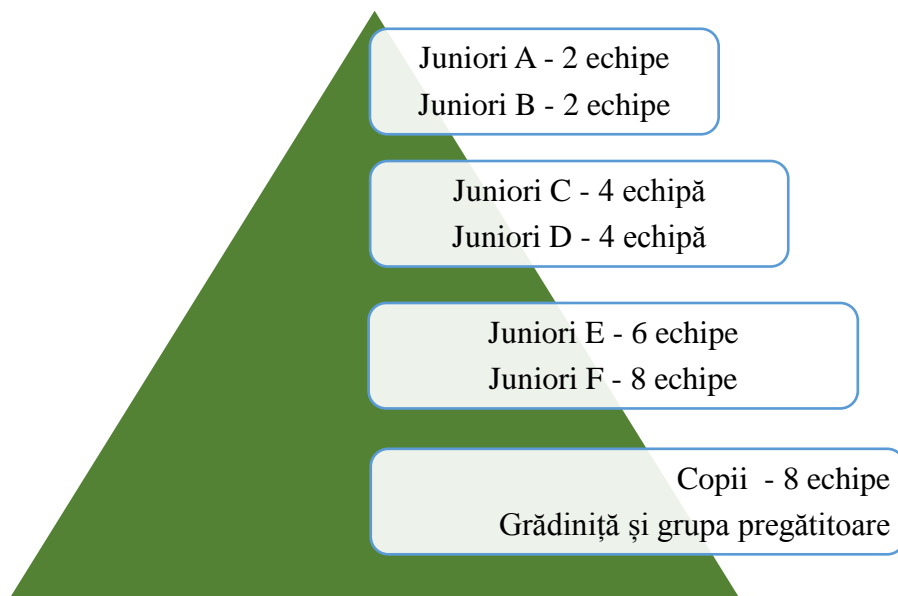 Juniori A - 2 echipe
Juniori B - 2 echipe
Juniori C - 4 echipă
Juniori D - 4 echipă
Juniori E - 6 echipe
Juniori F - 8 echipe
Copii  - 8 echipe
Grădiniță și grupa pregătitoare